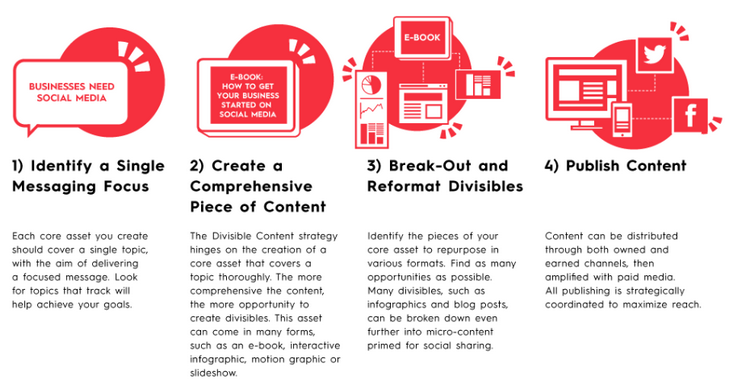 BUSINESSES NEED
SOCIAL MEDIA
1) Identify a Single
Messaging Focus
Each core asset you create
should cover a single topic,
with the aim of delivering
a focused message. Look
for topics that track will
help achieve your goals.
E-BOOK:
HOW TO GET
YOUR BUSINESS
STARTED ON
SOCIAL MEDIA
2) Create a
Comprehensive
Piece of Content
The Divisible Content strategy
hinges on the creation of a
core asset that covers a
topic thoroughly. The more
comprehensive the content,
the more opportunity to
create divisibles. This asset
can come in many forms,
such as an e-book, interactive
infographic, motion graphic or
slideshow.
E-BOOK
3) Break-Out and
Reformat Divisibles
Identify the pieces of your
core asset to repurpose in
various formats. Find as many
opportunities as possible.
Many divisibles, such as
infographics and blog posts,
can be broken down even
further into micro-content
primed for social sharing.
f
4) Publish Content
Content can be distributed
through both owned and
earned channels, then
amplified with paid media.
All publishing is strategically
coordinated to maximize reach.